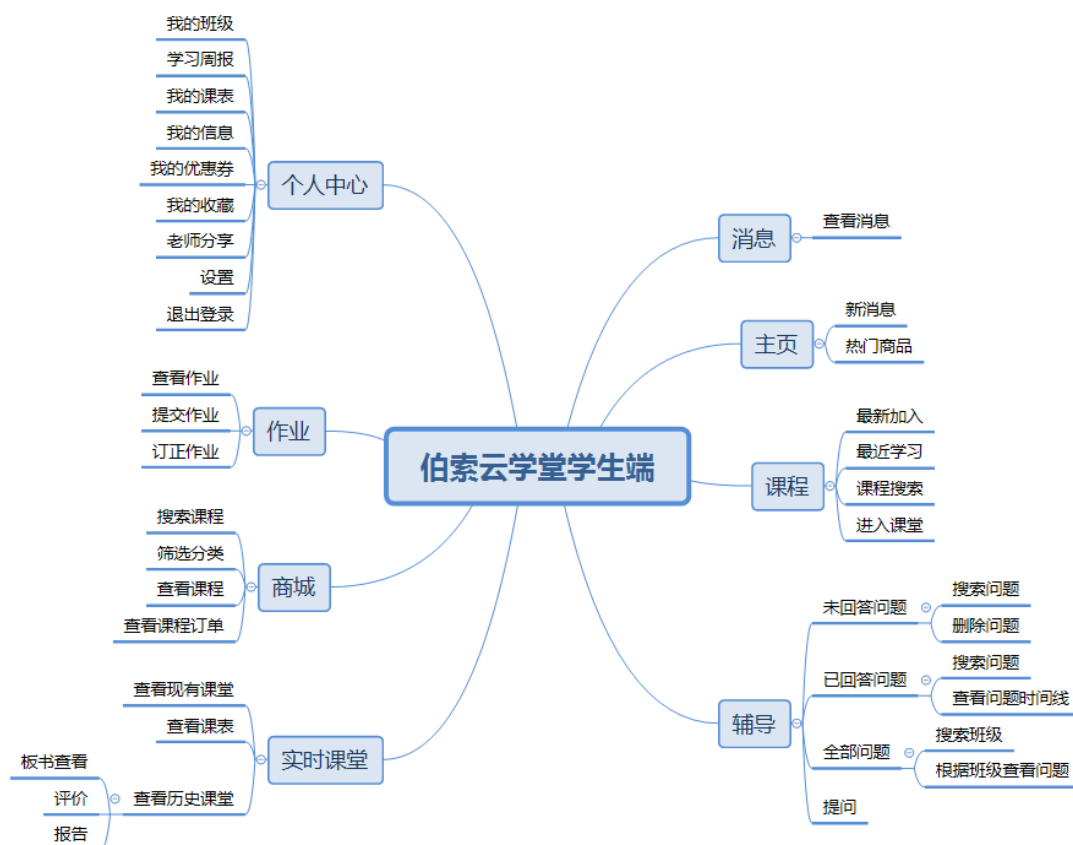 伯索云学堂学生端
个人中心
我的班级
学习周报
我的课表
我的信息
我的优惠券
我的收藏
老师分享
设置
退出登录
作业
查看作业
提交作业
订正作业
商城
搜索课程
筛选分类
查看课程
查看课程订单
实时课堂
查看现有课堂
查看课表
查看历史课堂
板书查看
评价
报告
消息
查看消息
主页
新消息
热门商品
课程
最新加入
最近学习
课程搜索
进入课堂
辅导
未回答问题
搜索问题
删除问题
已回答问题
搜索问题
查看问题时间线
全部问题
搜索班级
根据班级查看问题
提问